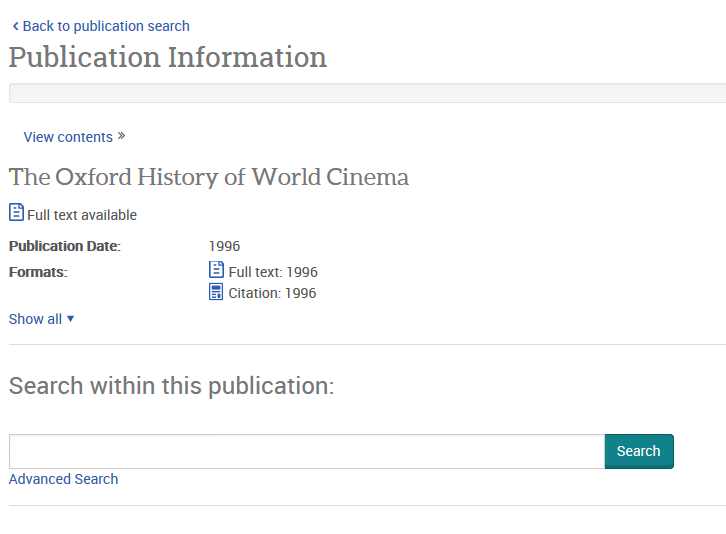 Back to publication search
Publication Information
View contents »
The Oxford History of World Cinema
Full text available
Publication Date: 1996
Formats: Full text: 1996
Citation: 1996
Show all ▼
Search within this publication:
Search
Advanced Search